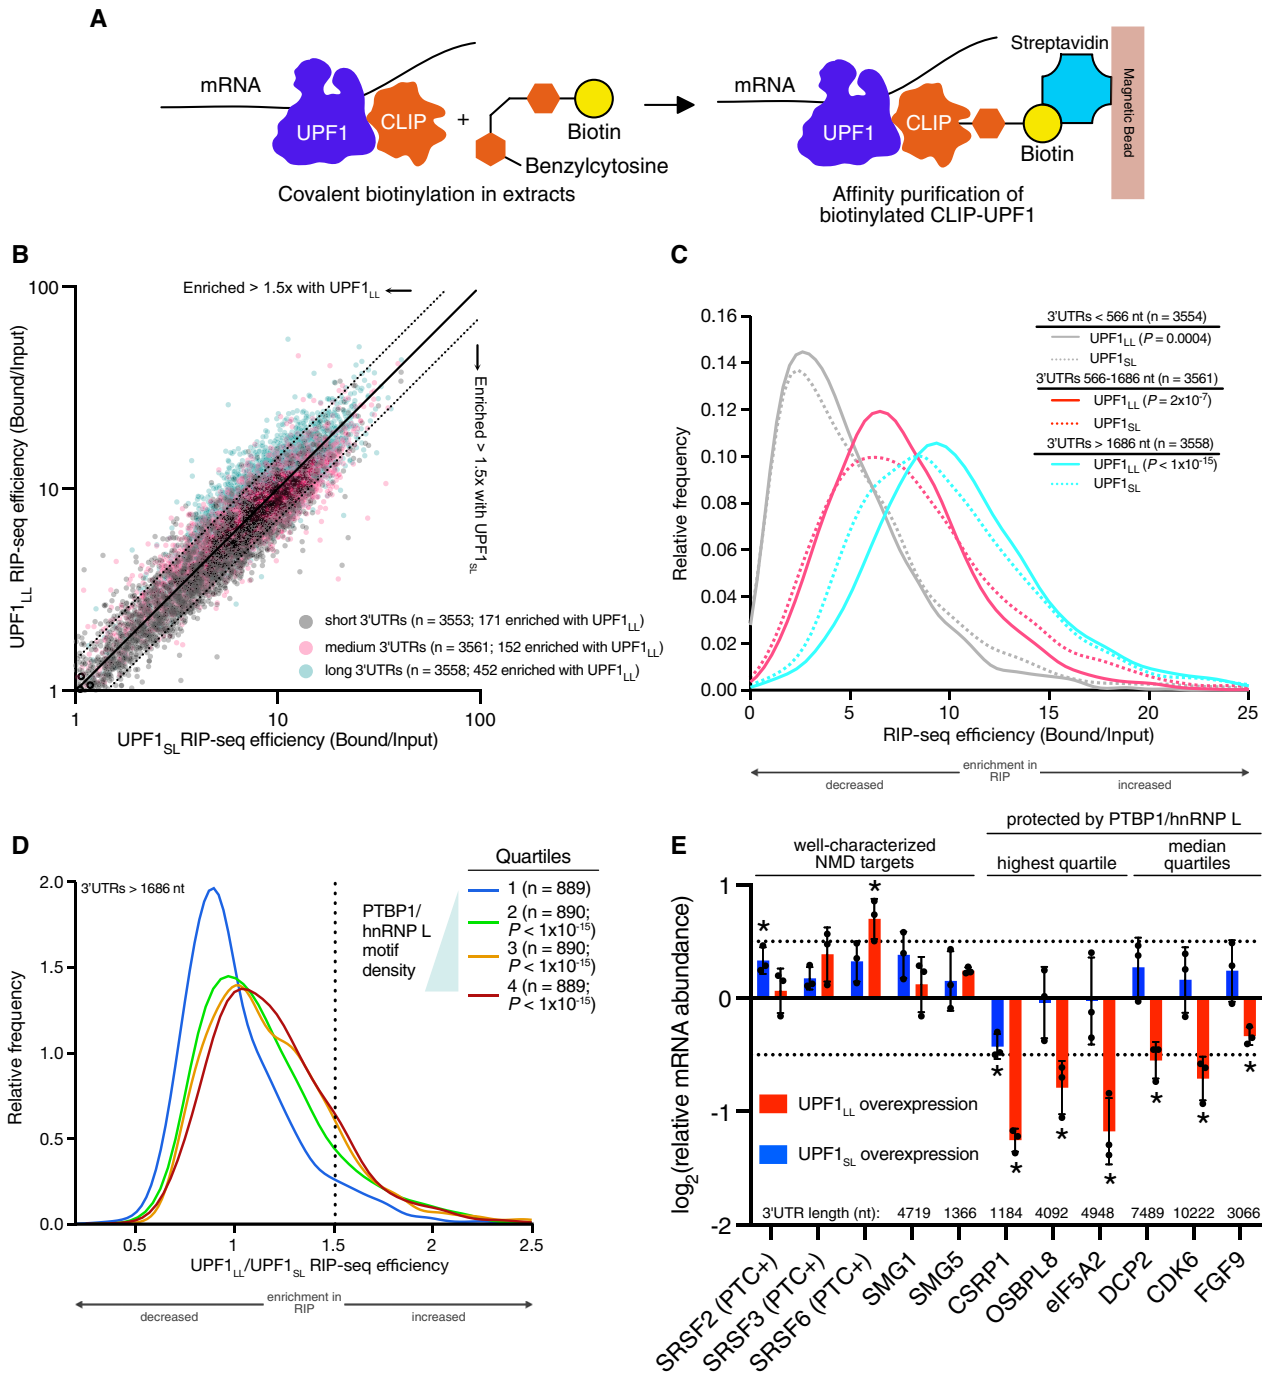 A
mRNA
UPF1
CLIP
+
Biotin
Benzylcytosine
Covalent biotinylation in extracts
mRNA
UPF1
CLIP
Biotin
Streptavidin
Magnetic Bead
Affinity purification of
biotinylated CLIP-UPF1
B
UPF1LL RIP-seq efficiency (Bound/Input)
100
10
1
Enriched > 1.5x with UPF1LL
Enriched > 1.5x with UPF1SL
short 3'UTRs (n = 3553; 171 enriched with UPF1LL)
medium 3'UTRs (n = 3561; 152 enriched with UPF1LL)
long 3'UTRs (n = 3558; 452 enriched with UPF1LL)
1 10 100
UPF1SL RIP-seq efficiency (Bound/Input)
C
Relative frequency
0.16
0.14
0.12
0.10
0.08
0.06
0.04
0.02
0.00
3'UTRs < 566 nt (n = 3554)
UPF1LL (P = 0.0004)
UPF1SL
3'UTRs 566-1686 nt (n = 3561)
UPF1LL (P = 2x10-7)
UPF1SL
3'UTRs > 1686 nt (n = 3558)
UPF1LL (P < 1x10-15)
UPF1SL
0 5 10 15 20 25
RIP-seq efficiency (Bound/Input)
enrichment in
RIP
decreased
increased
D
Relative frequency
2.0
1.5
1.0
0.5
0.0
3'UTRs > 1686 nt
PTBP1/
hnRNP L
motif
density
Quartiles
1 (n = 889)
2 (n = 890;
P < 1x10-15)
3 (n = 890;
P < 1x10-15)
4 (n = 889;
P < 1x10-15)
0.5 1 1.5 2 2.5
UPF1LL/UPF1SL RIP-seq efficiency
enrichment in
RIP
decreased
increased
E
protected by PTBP1/hnRNP L
well-characterized
NMD targets
highest quartile
median
quartiles
log2(relative mRNA abundance)
1
0
-1
-2
* * * * * * * * *
UPF1LL overexpression
UPF1SL overexpression
3'UTR length (nt): 4719 1366 1184 4092 4948 7489 10222 3066
SRSF2 (PTC+)
SRSF3 (PTC+)
SRSF6 (PTC+)
SMG1
SMG5
CSRP1
OSBPL8
eIF5A2
DCP2
CDK6
FGF9